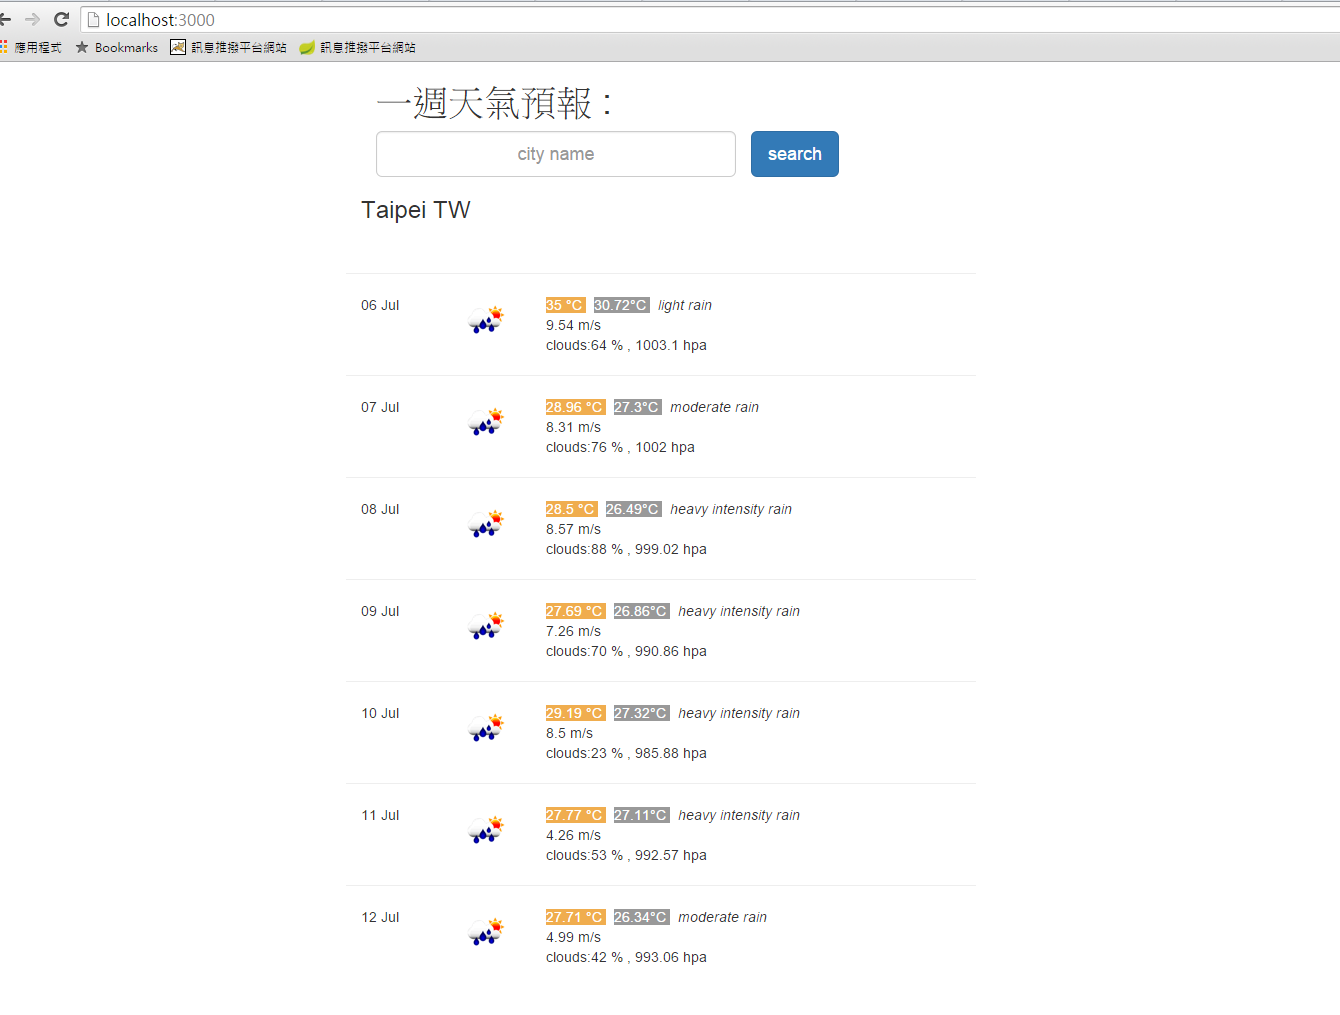 localhost:3000
應用程式 Bookmarks 訊息推撥平台網站 訊息推撥平台網站
一週天氣預報：
city name search
Taipei TW
06 Jul 35 °C 30.72°C light rain
9.54 m/s
clouds:64 % , 1003.1 hpa
07 Jul 28.96 °C 27.3°C moderate rain
8.31 m/s
clouds:76 % , 1002 hpa
08 Jul 28.5 °C 26.49°C heavy intensity rain
8.57 m/s
clouds:88 % , 999.02 hpa
09 Jul 27.69 °C 26.86°C heavy intensity rain
7.26 m/s
clouds:70 % , 990.86 hpa
10 Jul 29.19 °C 27.32°C heavy intensity rain
8.5 m/s
clouds:23 % , 985.88 hpa
11 Jul 27.77 °C 27.11°C heavy intensity rain
4.26 m/s
clouds:53 % , 992.57 hpa
12 Jul 27.71 °C 26.34°C moderate rain
4.99 m/s
clouds:42 % , 993.06 hpa